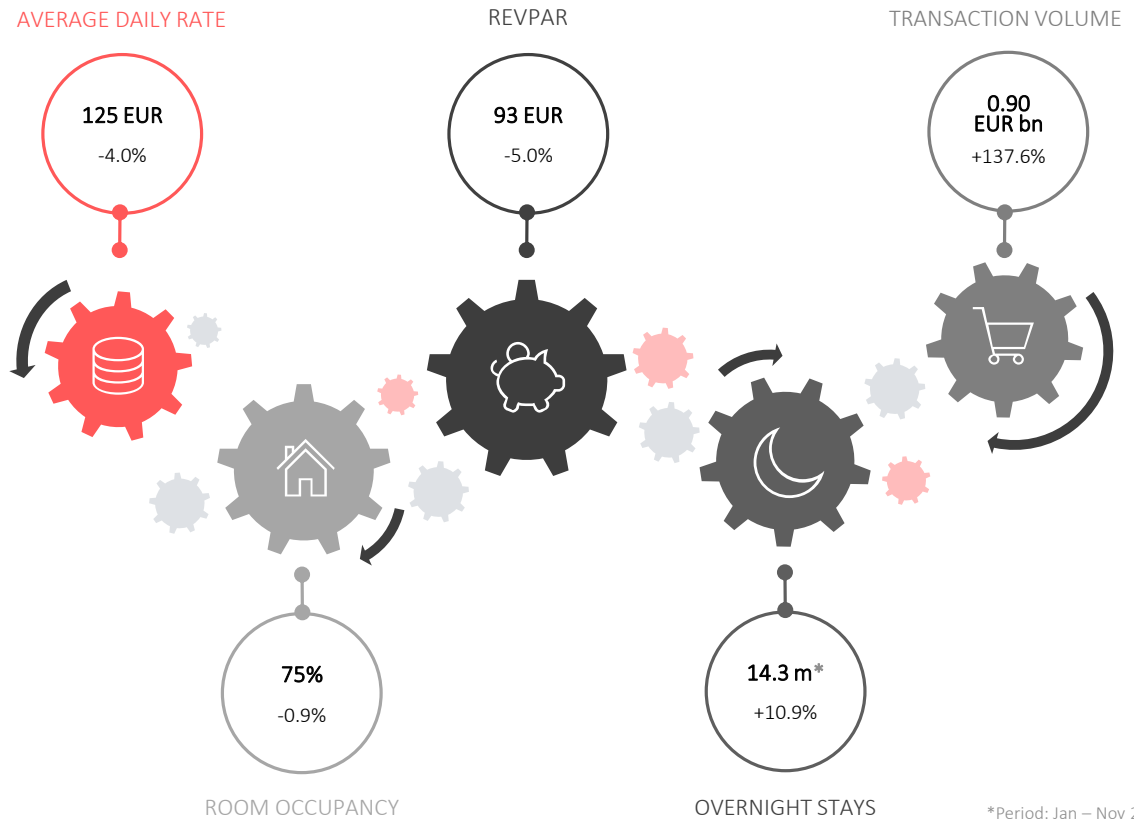 AVERAGE DAILY RATE
125 EUR
-4.0%
REVPAR
93 EUR
-5.0%
TRANSACTION VOLUME
0.90
EUR bn
+137.6%
75%
-0.9%
ROOM OCCUPANCY
14.3 m*
+10.9%
OVERNIGHT STAYS
*Period: Jan – Nov